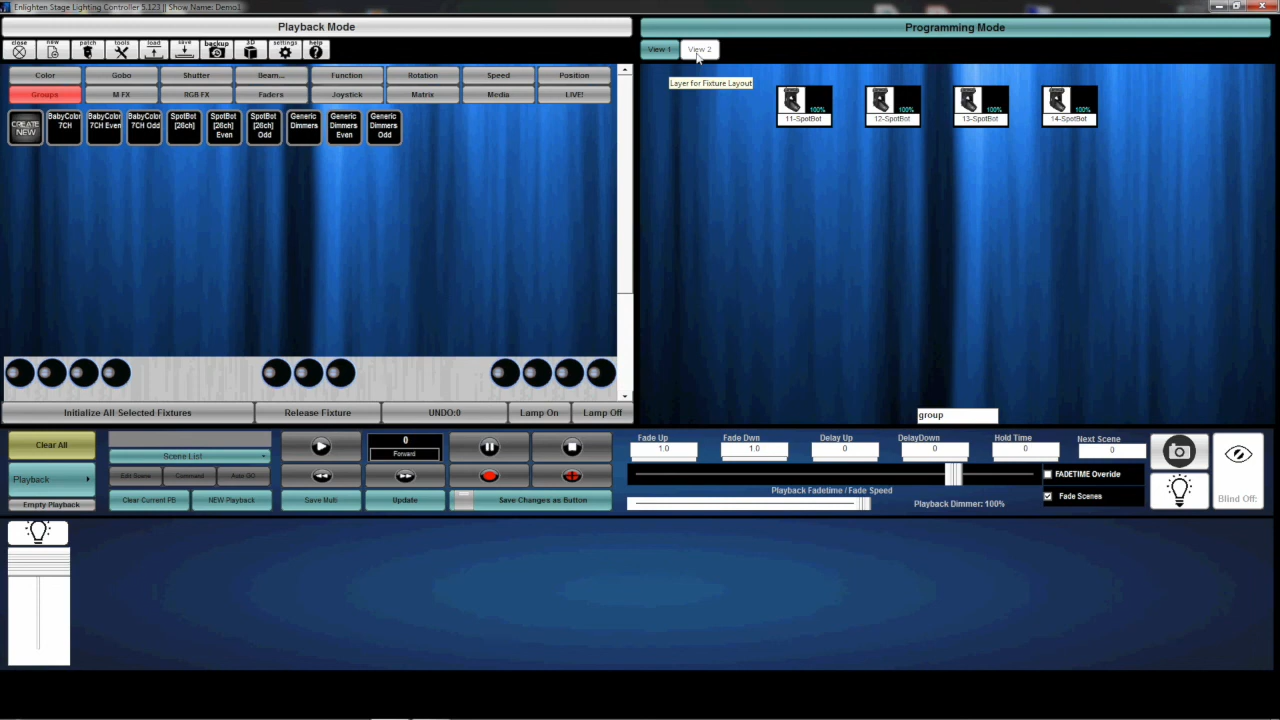 Enlighten Stage Lighting Controller 5.123 || Show Name: Demo1
Playback Mode
Programming Mode
close new patch tools load save backup 3D settings help
View 1 View 2
Layer for Fixture Layout
Color Gobo Shutter Beam... Function Rotation Speed Position
Groups M FX RGB FX Faders Joystick Matrix Media LIVE!
CREATE NEW
BabyColor 7CH
BabyColor 7CH Even
BabyColor 7CH Odd
SpotBot [26ch]
SpotBot [26ch] Even
SpotBot [26ch] Odd
Generic Dimmers
Generic Dimmers Even
Generic Dimmers Odd
100% 100% 100% 100%
11-SpotBot 12-SpotBot 13-SpotBot 14-SpotBot
Initialize All Selected Fixtures Release Fixture UNDO:0 Lamp On Lamp Off
group
Clear All
Playback
Empty Playback
Scene List
Edit Scene Command Auto GO
Clear Current PB NEW Playback
0
Forward
Save Multi Update Save Changes as Button
Fade Up Fade Dwn Delay Up DelayDown Hold Time Next Scene
1.0 1.0 0 0 0 0
FADETIME Overide
Playback Fadetime / Fade Speed
Fade Scenes
Playback Dimmer: 100%
Blind Off: